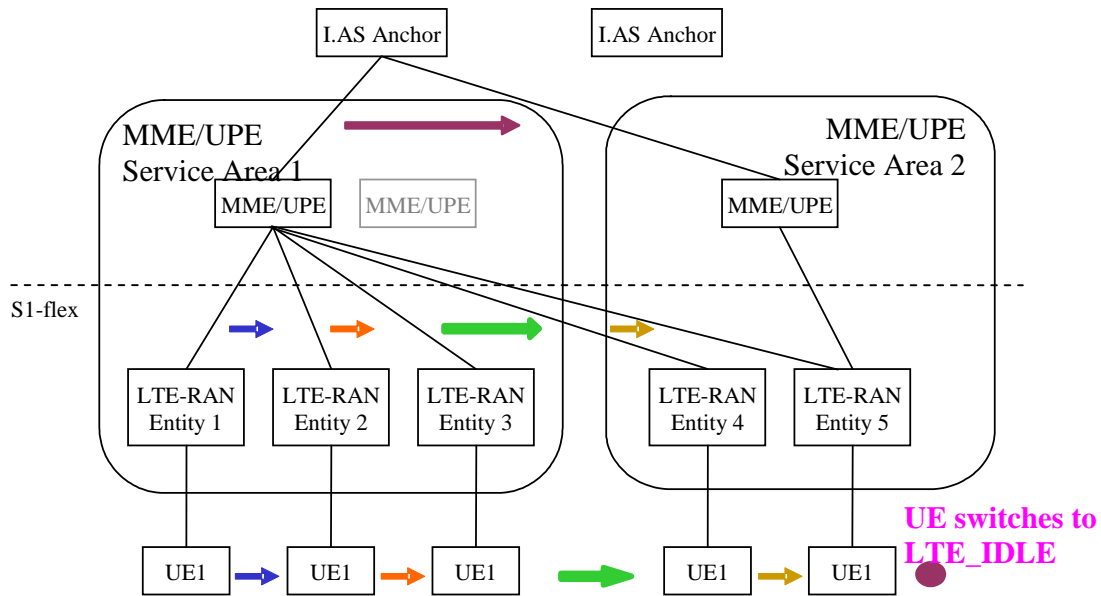 I.AS Anchor
I.AS Anchor
MME/UPE
Service Area 1
MME/UPE
Service Area 2
MME/UPE
MME/UPE
MME/UPE
S1-flex
LTE-RAN
Entity 1
LTE-RAN
Entity 2
LTE-RAN
Entity 3
LTE-RAN
Entity 4
LTE-RAN
Entity 5
UE switches to
LTE_IDLE
UE1
UE1
UE1
UE1
UE1